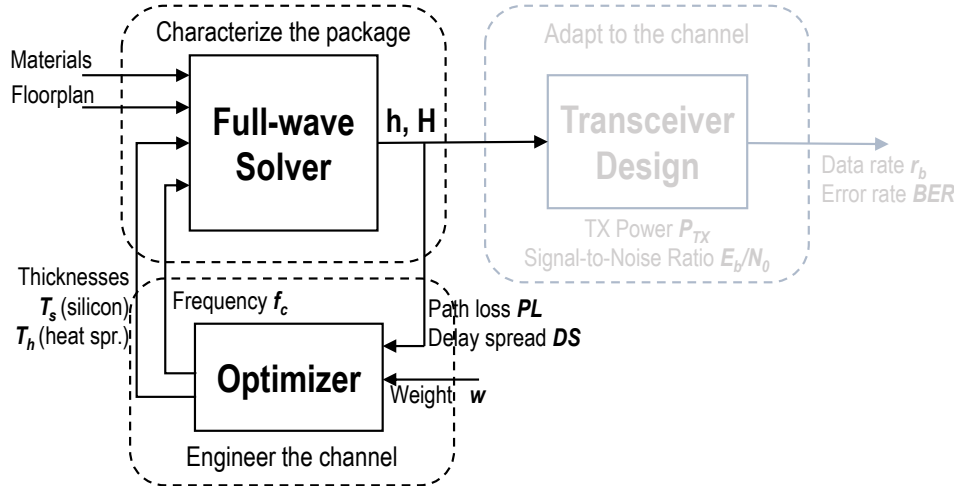 Characterize the package
Adapt to the channel
Materials
Floorplan
Full-wave
Solver
h, H
Transceiver
Design
Data rate r_b
Error rate BER
TX Power P_TX
Signal-to-Noise Ratio E_b/N_0
Thicknesses
T_s (silicon)
T_h (heat spr.)
Frequency f_c
Path loss PL
Delay spread DS
Optimizer
Weight w
Engineer the channel